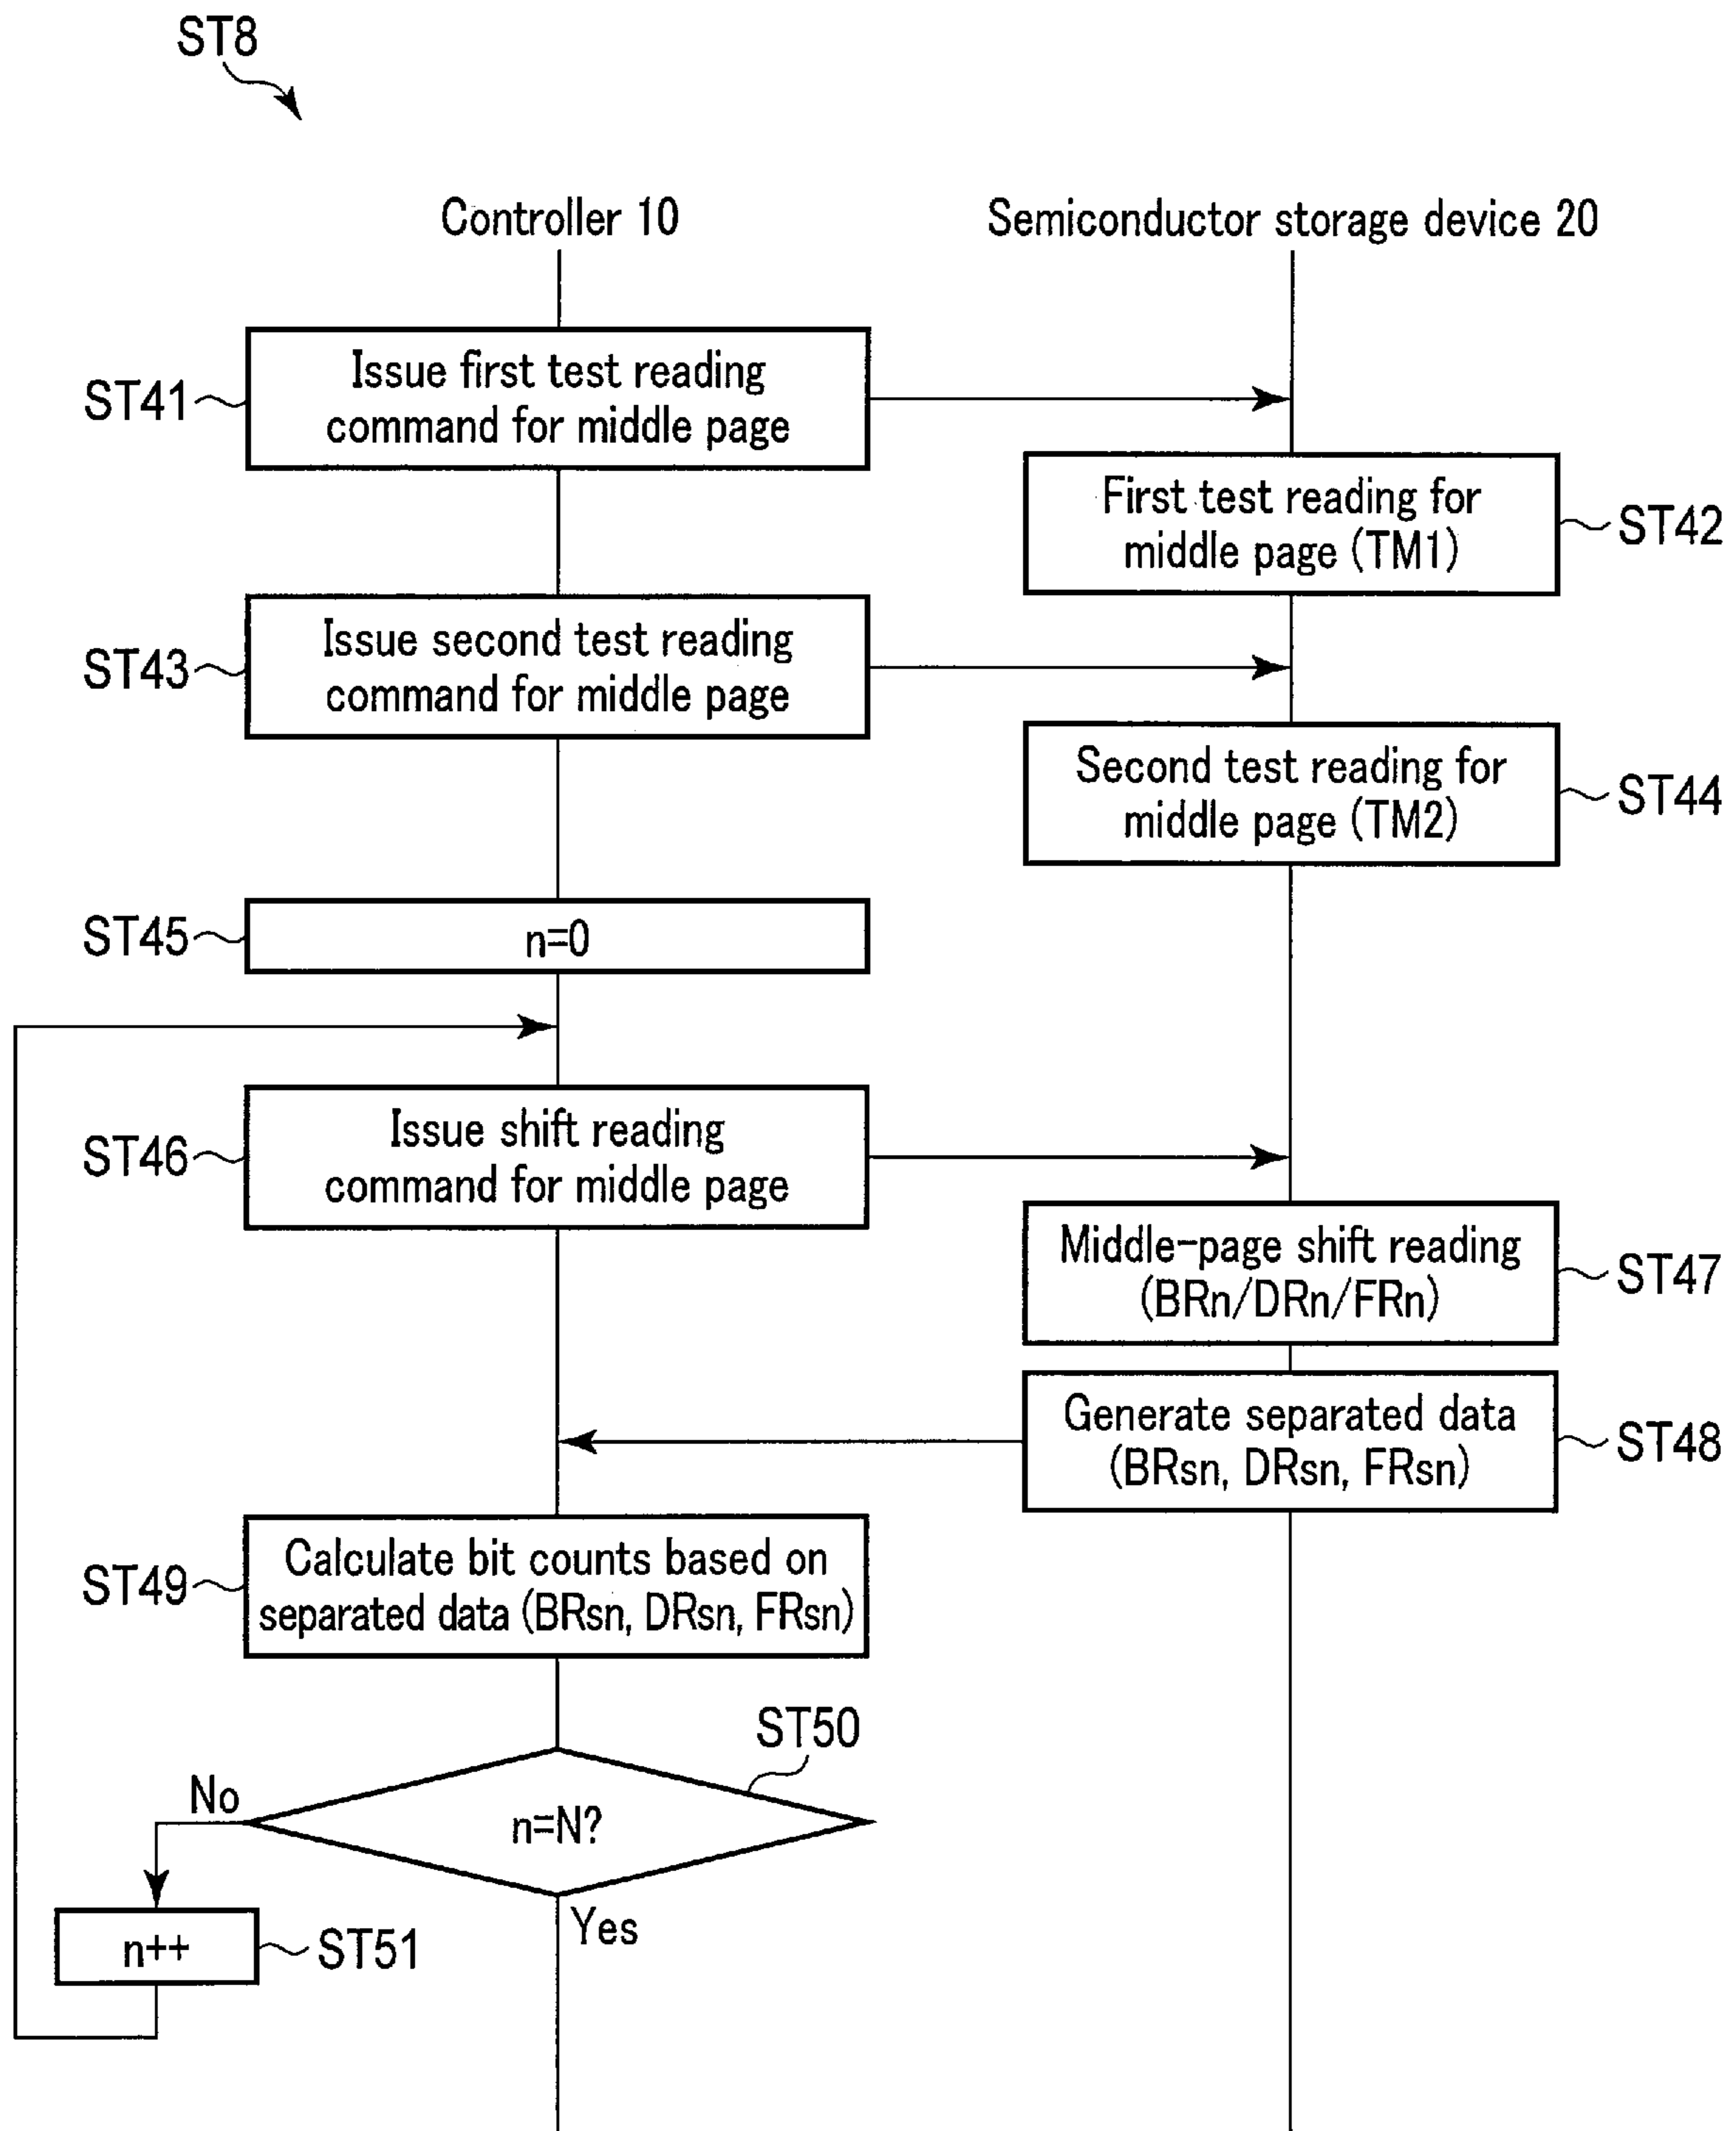 ST8
Controller 10
Semiconductor storage device 20
ST41
Issue first test reading
command for middle page
First test reading for
middle page (TM1)
ST42
ST43
Issue second test reading
command for middle page
Second test reading for
middle page (TM2)
ST44
ST45
n=0
ST46
Issue shift reading
command for middle page
Middle-page shift reading
(BRn/DRn/FRn)
ST47
Generate separated data
(BRsn, DRsn, FRsn)
ST48
ST49
Calculate bit counts based on
separated data (BRsn, DRsn, FRsn)
ST50
No
n=N?
Yes
n++
ST51